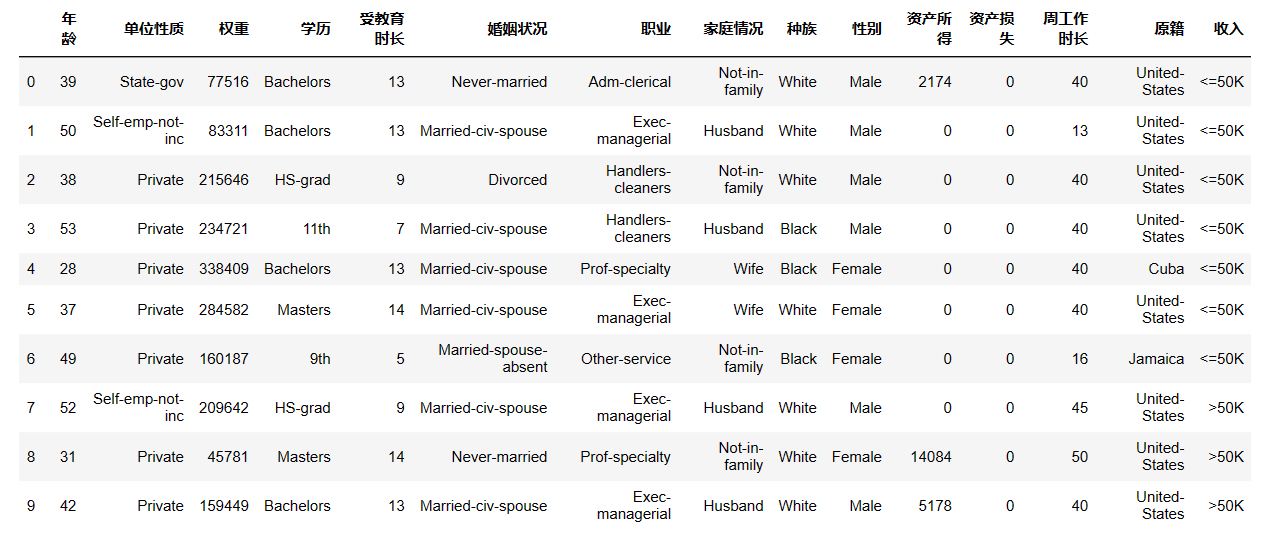 年龄 单位性质 权重 学历 受教育时长 婚姻状况 职业 家庭情况 种族 性别 资产所得 资产损失 周工作时长 原籍 收入
0 39 State-gov 77516 Bachelors 13 Never-married Adm-clerical Not-in-family White Male 2174 0 40 United-States <=50K
1 50 Self-emp-not-inc 83311 Bachelors 13 Married-civ-spouse Exec-managerial Husband White Male 0 0 13 United-States <=50K
2 38 Private 215646 HS-grad 9 Divorced Handlers-cleaners Not-in-family White Male 0 0 40 United-States <=50K
3 53 Private 234721 11th 7 Married-civ-spouse Handlers-cleaners Husband Black Male 0 0 40 United-States <=50K
4 28 Private 338409 Bachelors 13 Married-civ-spouse Prof-specialty Wife Black Female 0 0 40 Cuba <=50K
5 37 Private 284582 Masters 14 Married-civ-spouse Exec-managerial Wife White Female 0 0 40 United-States <=50K
6 49 Private 160187 9th 5 Married-spouse-absent Other-service Not-in-family Black Female 0 0 16 Jamaica <=50K
7 52 Self-emp-not-inc 209642 HS-grad 9 Married-civ-spouse Exec-managerial Husband White Male 0 0 45 United-States >50K
8 31 Private 45781 Masters 14 Never-married Prof-specialty Not-in-family White Female 14084 0 50 United-States >50K
9 42 Private 159449 Bachelors 13 Married-civ-spouse Exec-managerial Husband White Male 5178 0 40 United-States >50K